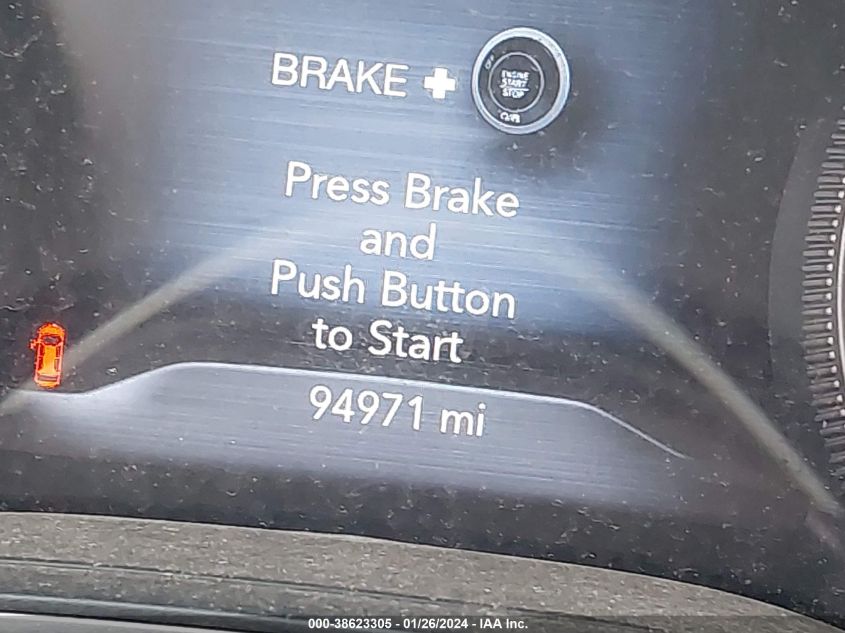 BRAKE +
OFF
ENGINE
START
STOP
Press Brake
and
Push Button
to Start
94971 mi
000-38623305 - 01/26/2024 - IAA Inc.